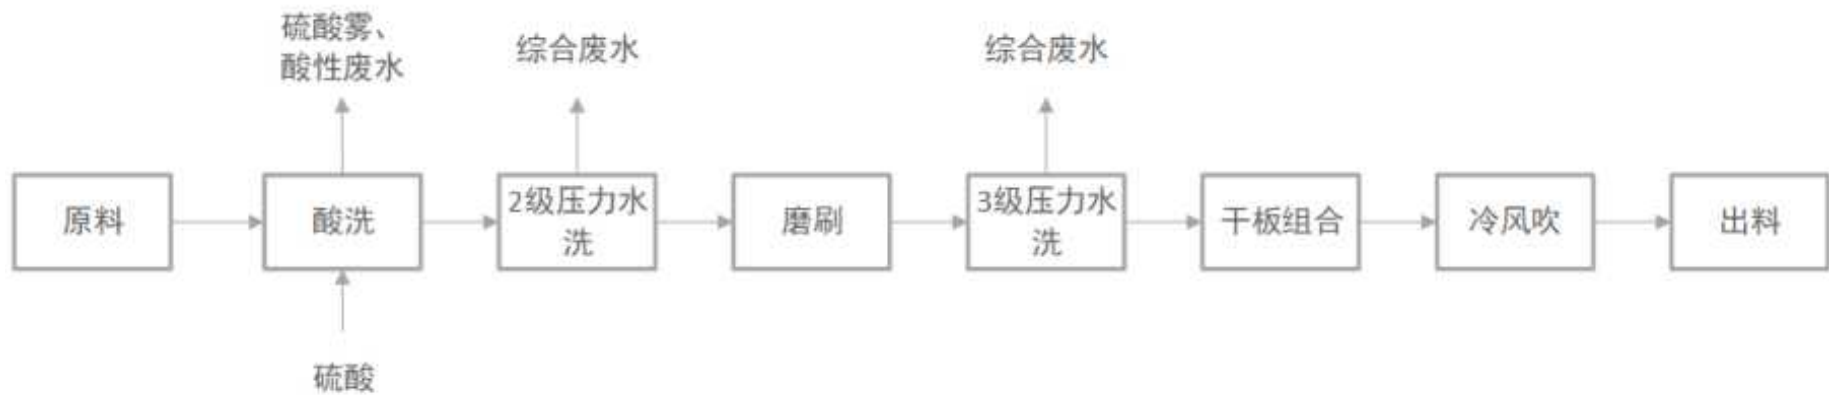 硫酸雾、
酸性废水
综合废水
综合废水
原料
酸洗
2级压力水
洗
磨刷
3级压力水
洗
干板组合
冷风吹
出料
硫酸